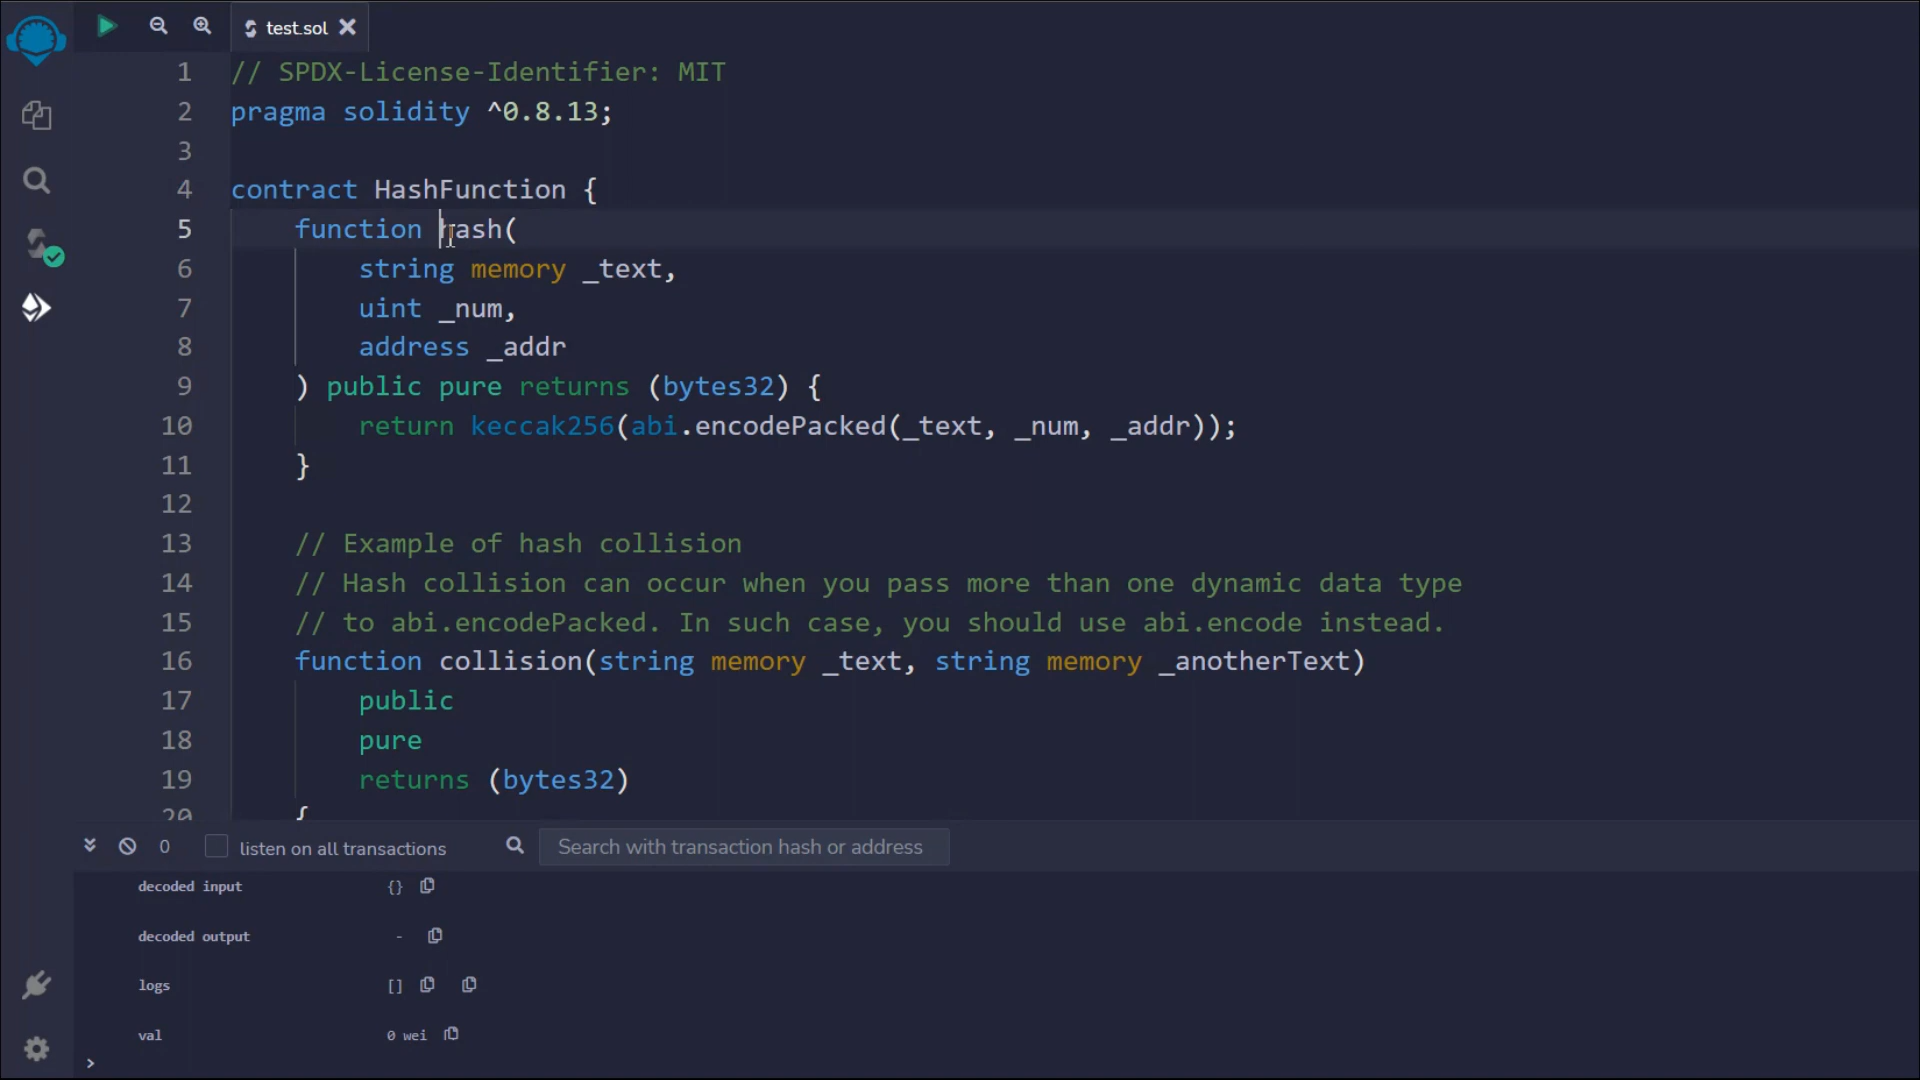 test.sol
1 // SPDX-License-Identifier: MIT
2 pragma solidity ^0.8.13;
3
4 contract HashFunction {
5 function hash(
6 string memory _text,
7 uint _num,
8 address _addr
9 ) public pure returns (bytes32) {
10 return keccak256(abi.encodePacked(_text, _num, _addr));
11 }
12
13 // Example of hash collision
14 // Hash collision can occur when you pass more than one dynamic data type
15 // to abi.encodePacked. In such case, you should use abi.encode instead.
16 function collision(string memory _text, string memory _anotherText)
17 public
18 pure
19 returns (bytes32)
20 {
0 listen on all transactions Search with transaction hash or address
decoded input {}
decoded output -
logs []
val 0 wei
>